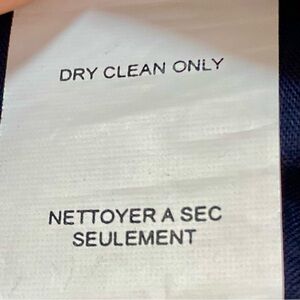 DRY CLEAN ONLY
NETTOYER A SEC
SEULEMENT